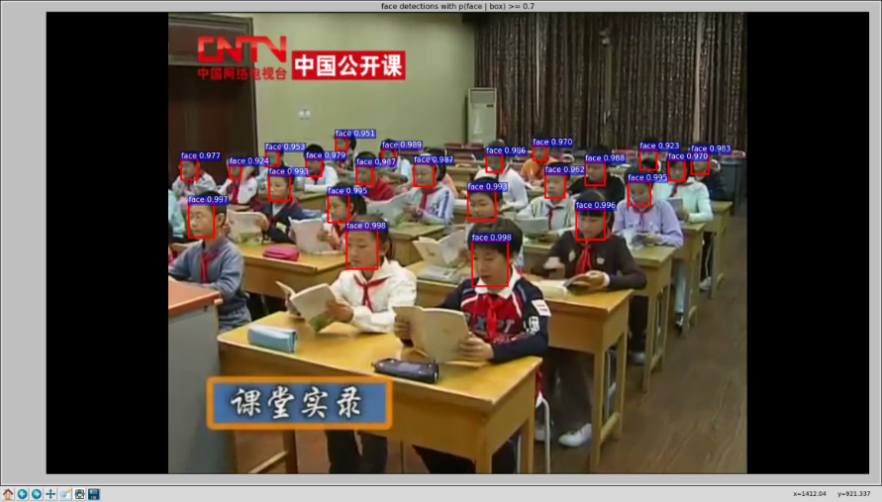 face detections with p(face | box) >= 0.7
CNTV
中国网络电视台
中国公开课
face 0.951
face 0.953
face 0.989
face 0.970
face 0.923
face 0.983
face 0.977
face 0.924
face 0.979
face 0.987
face 0.987
face 0.986
face 0.988
face 0.970
face 0.993
face 0.962
face 0.995
face 0.997
face 0.995
face 0.993
face 0.996
face 0.998
face 0.998
课堂实录
x=1412.04 y=921.337